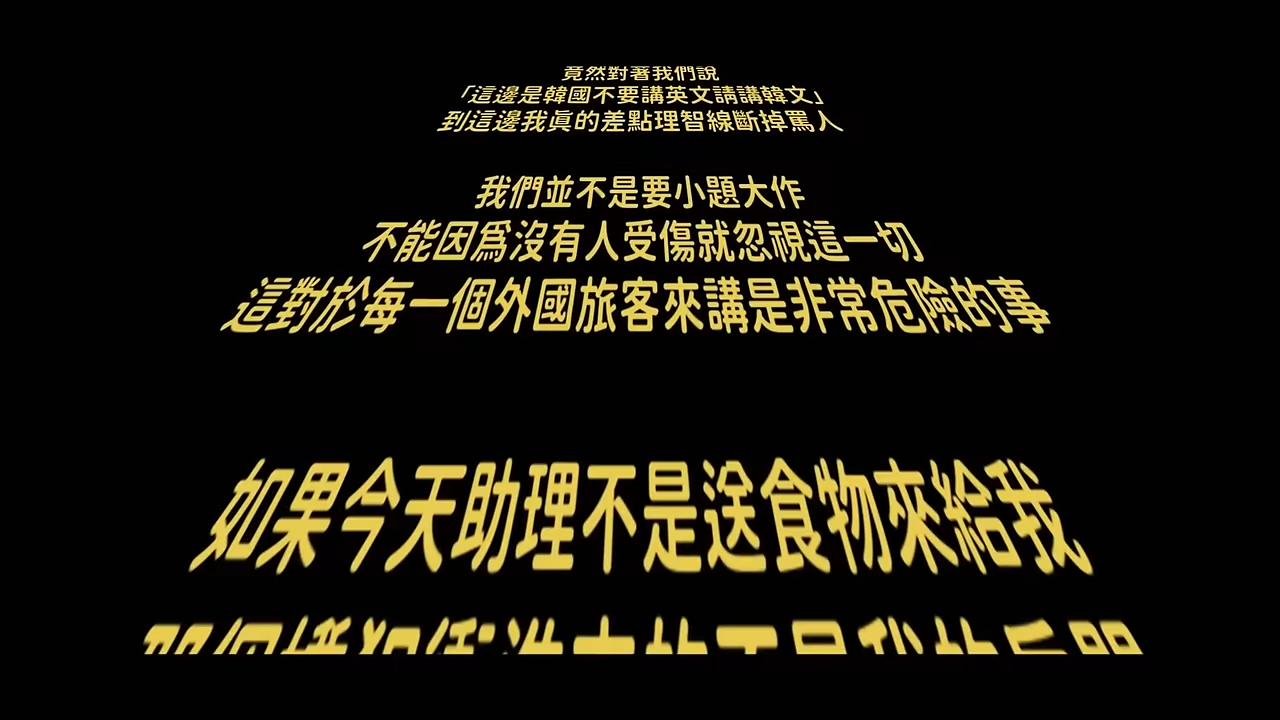 竟然對著我們說
「這邊是韓國不要講英文請講韓文」
到這邊我真的差點理智線斷掉罵人
我們並不是要小題大作
不能因為沒有人受傷就忽視這一切
這對於每一個外國旅客來講是非常危險的事
如果今天助理不是送食物來給我